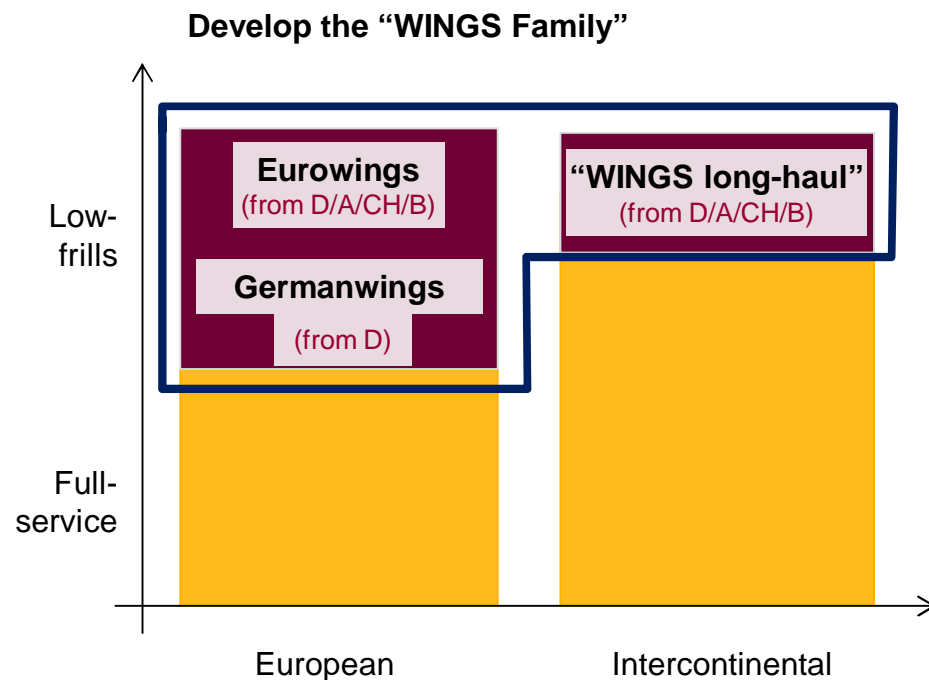 Develop the “WINGS Family”
Low-
frills
Full-
service
Eurowings
(from D/A/CH/B)
Germanwings
(from D)
“WINGS long-haul”
(from D/A/CH/B)
European
Intercontinental